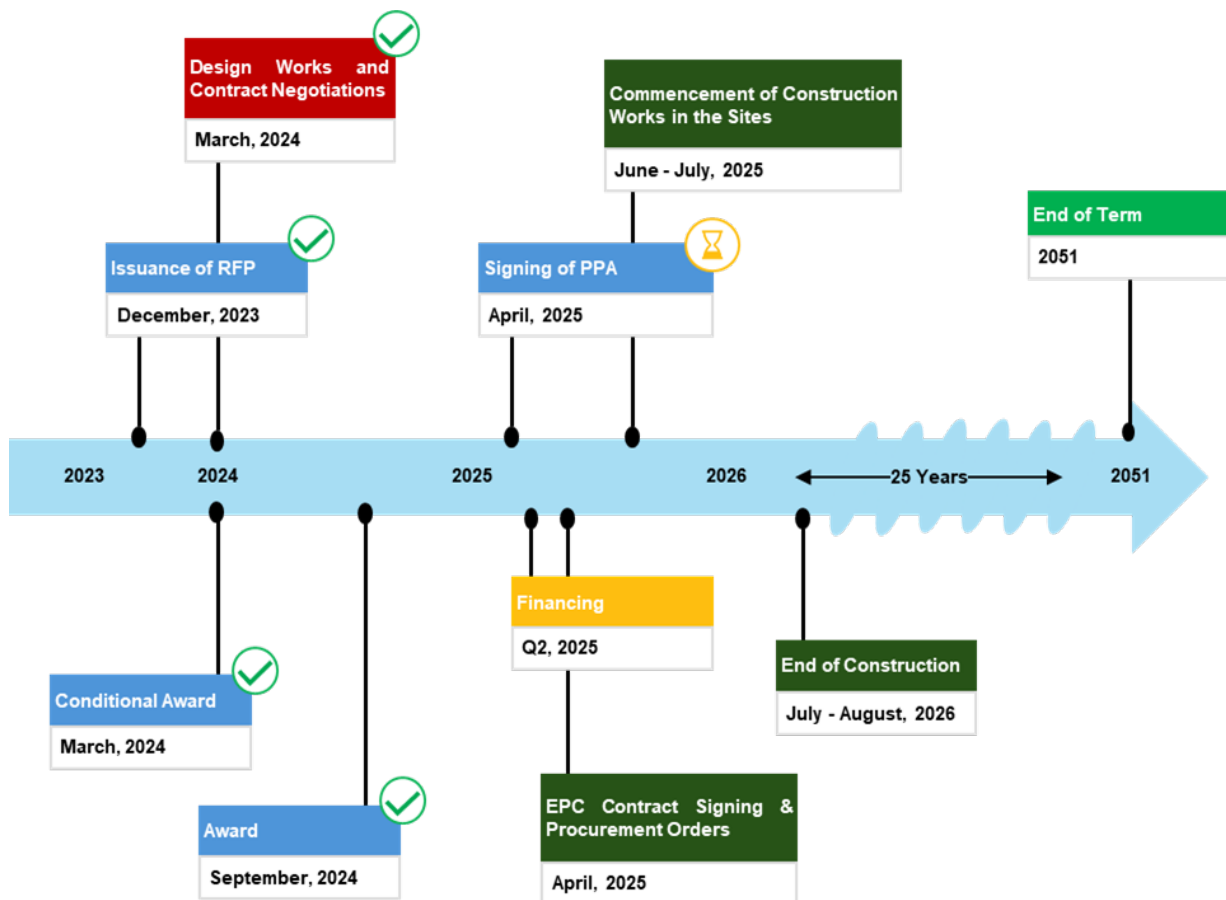 Design Works and
Contract Negotiations
March, 2024
Commencement of Construction
Works in the Sites
June - July, 2025
End of Term
2051
Issuance of RFP
December, 2023
Signing of PPA
April, 2025
2023
2024
2025
2026
25 Years
2051
Financing
Q2, 2025
End of Construction
July - August, 2026
Conditional Award
March, 2024
EPC Contract Signing &
Procurement Orders
April, 2025
Award
September, 2024